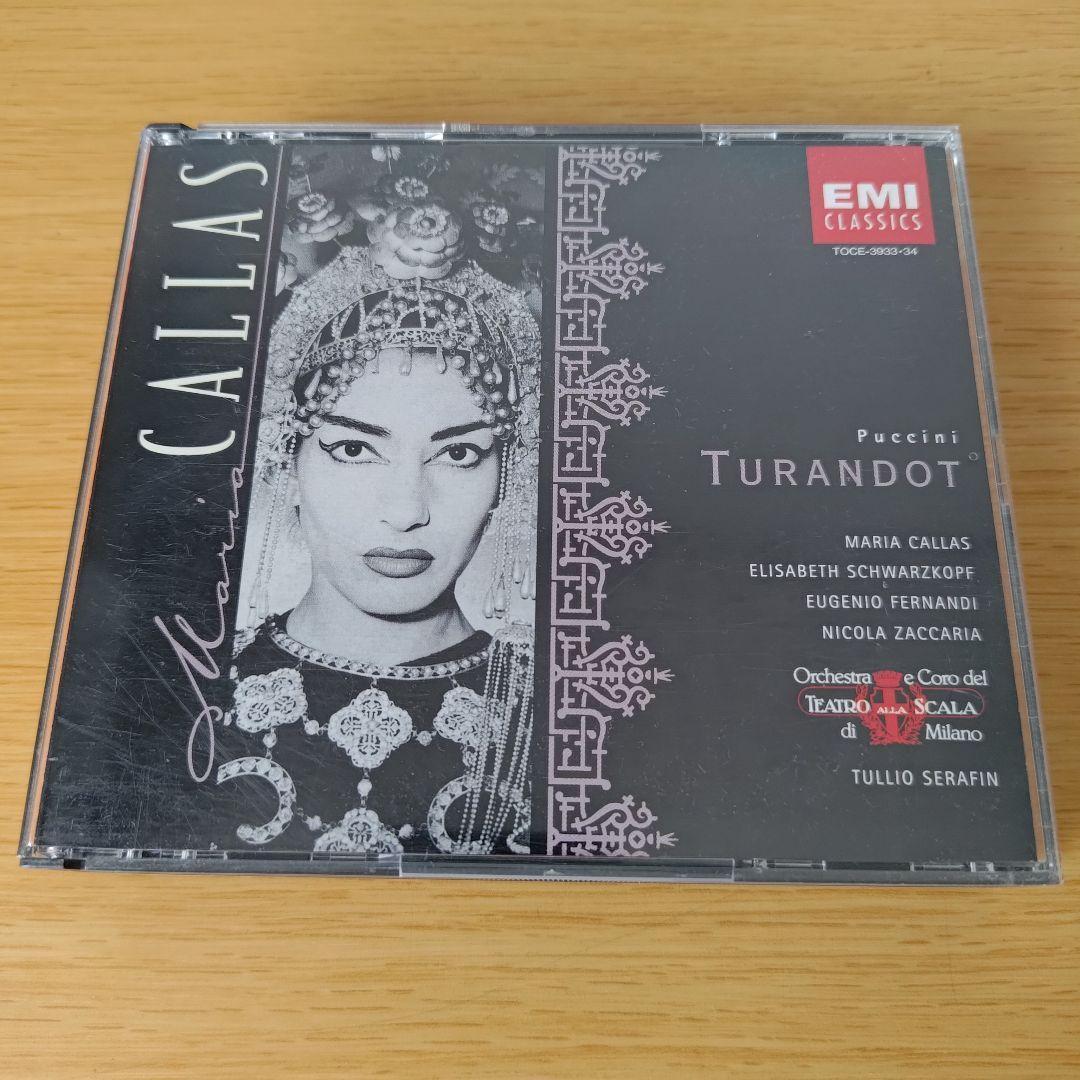 Maria CALLAS
EMI
CLASSICS
TOCE-3933・34
Puccini
TURANDOT
MARIA CALLAS
ELISABETH SCHWARZKOPF
EUGENIO FERNANDI
NICOLA ZACCARIA
Orchestra e Coro del
TEATRO ALLA SCALA
di Milano
TULLIO SERAFIN